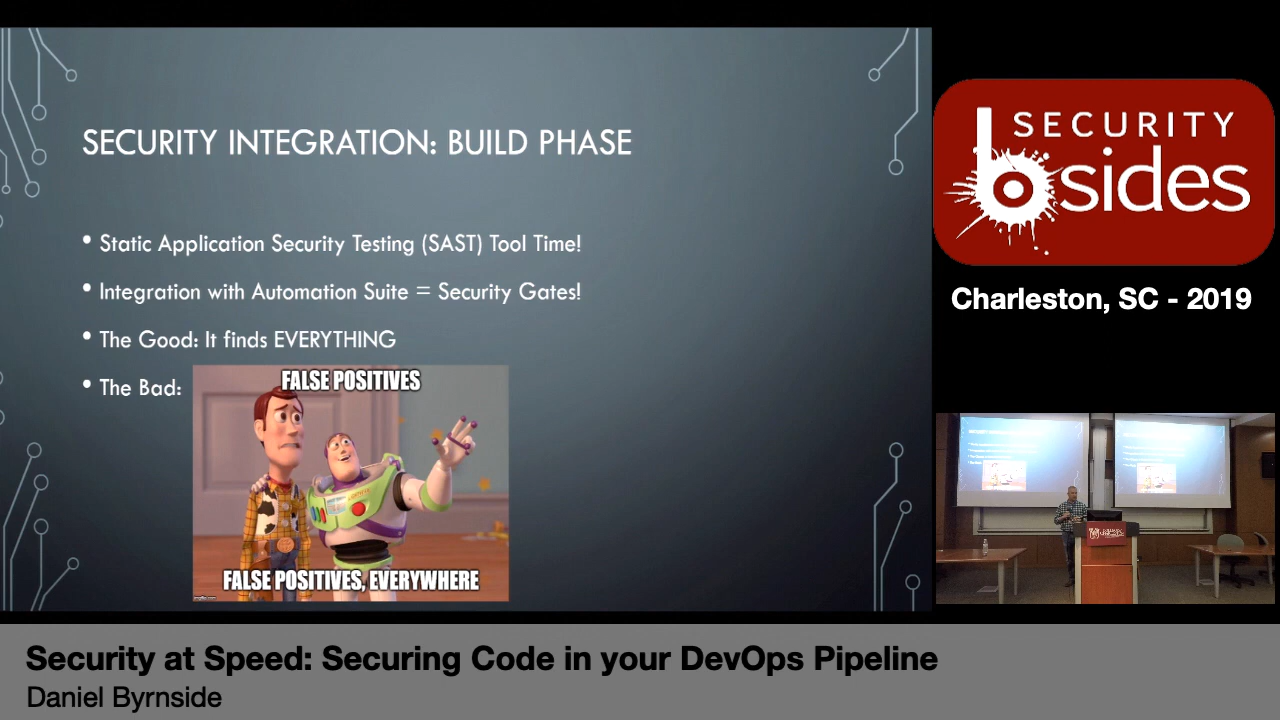 SECURITY INTEGRATION: BUILD PHASE
• Static Application Security Testing (SAST) Tool Time!
• Integration with Automation Suite = Security Gates!
• The Good: It finds EVERYTHING
• The Bad:
FALSE POSITIVES
FALSE POSITIVES, EVERYWHERE
SECURITY
bsides
Charleston, SC - 2019
Security at Speed: Securing Code in your DevOps Pipeline
Daniel Byrnside